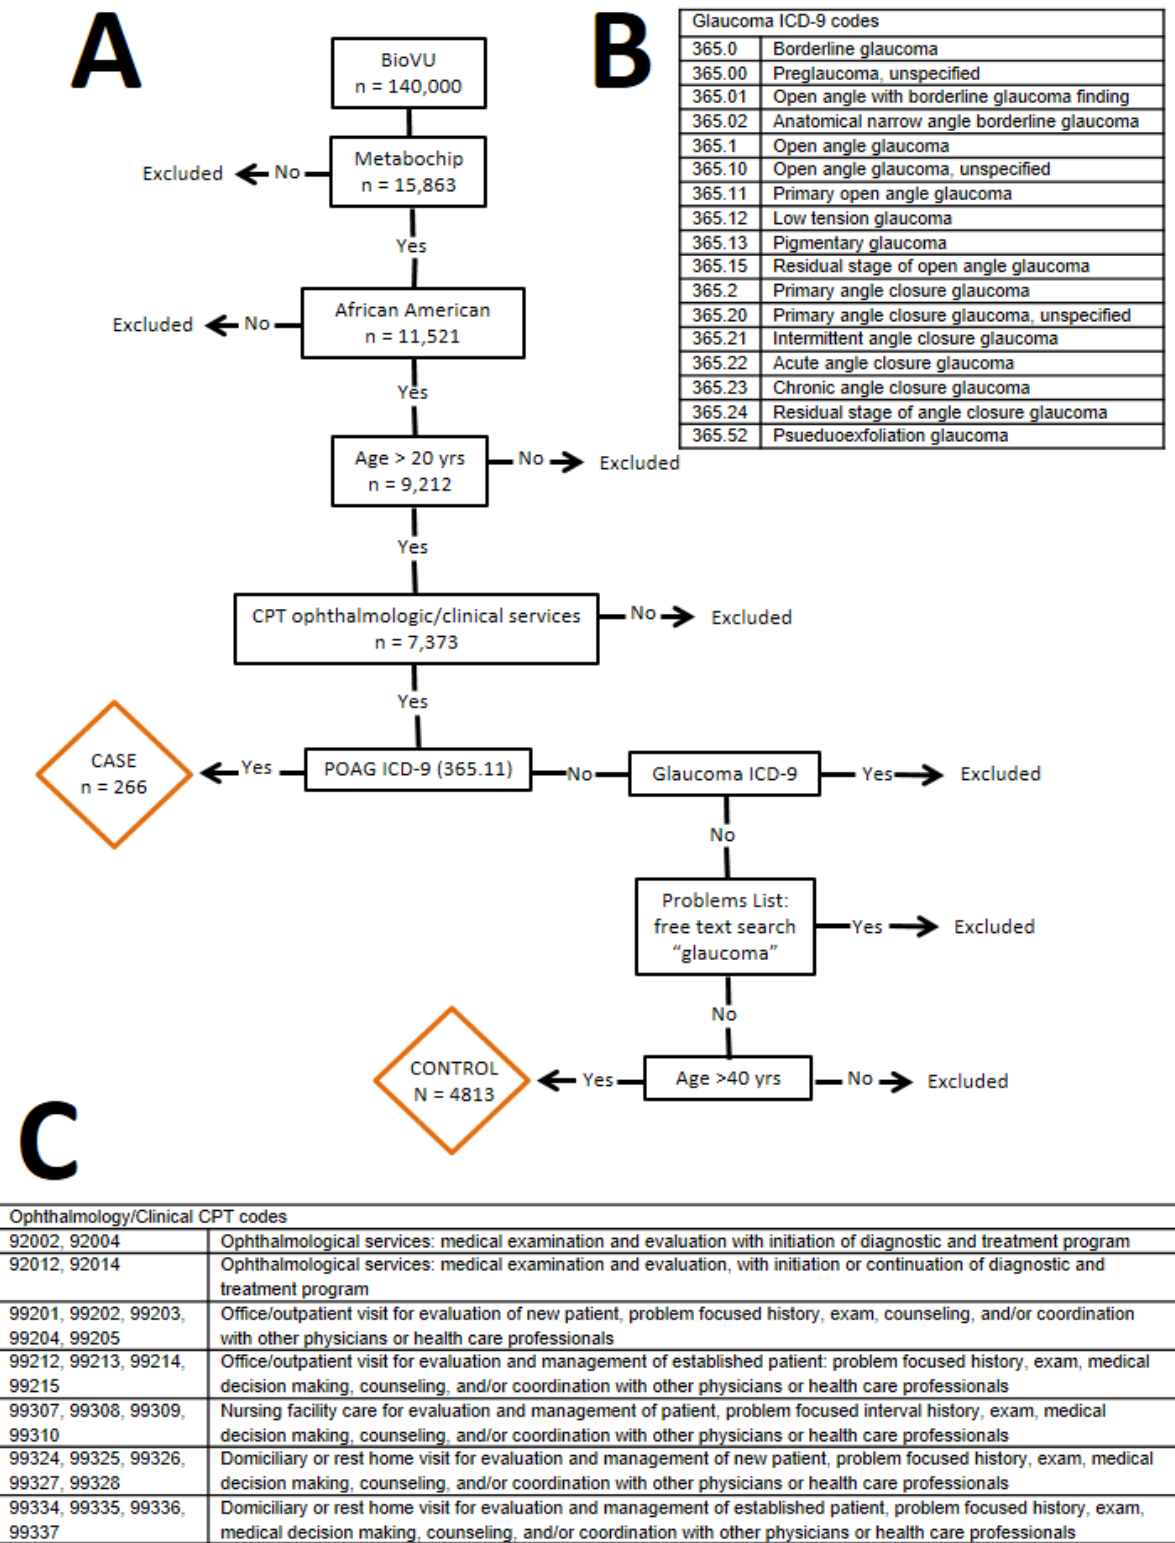 A
BioVU
n = 140,000
Metabochip
n = 15,863
Excluded
No
Yes
African American
n = 11,521
Excluded
No
Yes
Age > 20 yrs
n = 9,212
No
Excluded
Yes
CPT ophthalmologic/clinical services
n = 7,373
No
Excluded
Yes
CASE
n = 266
Yes
POAG ICD-9 (365.11)
No
Glaucoma ICD-9
Yes
Excluded
No
Problems List:
free text search
“glaucoma”
Yes
Excluded
No
CONTROL
N = 4813
Yes
Age >40 yrs
No
Excluded
B
Glaucoma ICD-9 codes
365.0 Borderline glaucoma
365.00 Preglaucoma, unspecified
365.01 Open angle with borderline glaucoma finding
365.02 Anatomical narrow angle borderline glaucoma
365.1 Open angle glaucoma
365.10 Open angle glaucoma, unspecified
365.11 Primary open angle glaucoma
365.12 Low tension glaucoma
365.13 Pigmentary glaucoma
365.15 Residual stage of open angle glaucoma
365.2 Primary angle closure glaucoma
365.20 Primary angle closure glaucoma, unspecified
365.21 Intermittent angle closure glaucoma
365.22 Acute angle closure glaucoma
365.23 Chronic angle closure glaucoma
365.24 Residual stage of angle closure glaucoma
365.52 Psueduoexfoliation glaucoma
C
Ophthalmology/Clinical CPT codes
92002, 92004 Ophthalmological services: medical examination and evaluation with initiation of diagnostic and treatment program
92012, 92014 Ophthalmological services: medical examination and evaluation, with initiation or continuation of diagnostic and
treatment program
99201, 99202, 99203, Office/outpatient visit for evaluation of new patient, problem focused history, exam, counseling, and/or coordination
99204, 99205 with other physicians or health care professionals
99212, 99213, 99214, Office/outpatient visit for evaluation and management of established patient: problem focused history, exam, medical
99215 decision making, counseling, and/or coordination with other physicians or health care professionals
99307, 99308, 99309, Nursing facility care for evaluation and management of patient, problem focused interval history, exam, medical
99310 decision making, counseling, and/or coordination with other physicians or health care professionals
99324, 99325, 99326, Domiciliary or rest home visit for evaluation and management of new patient, problem focused history, exam, medical
99327, 99328 decision making, counseling, and/or coordination with other physicians or health care professionals
99334, 99335, 99336, Domiciliary or rest home visit for evaluation and management of established patient, problem focused history, exam,
99337 medical decision making, counseling, and/or coordination with other physicians or health care professionals